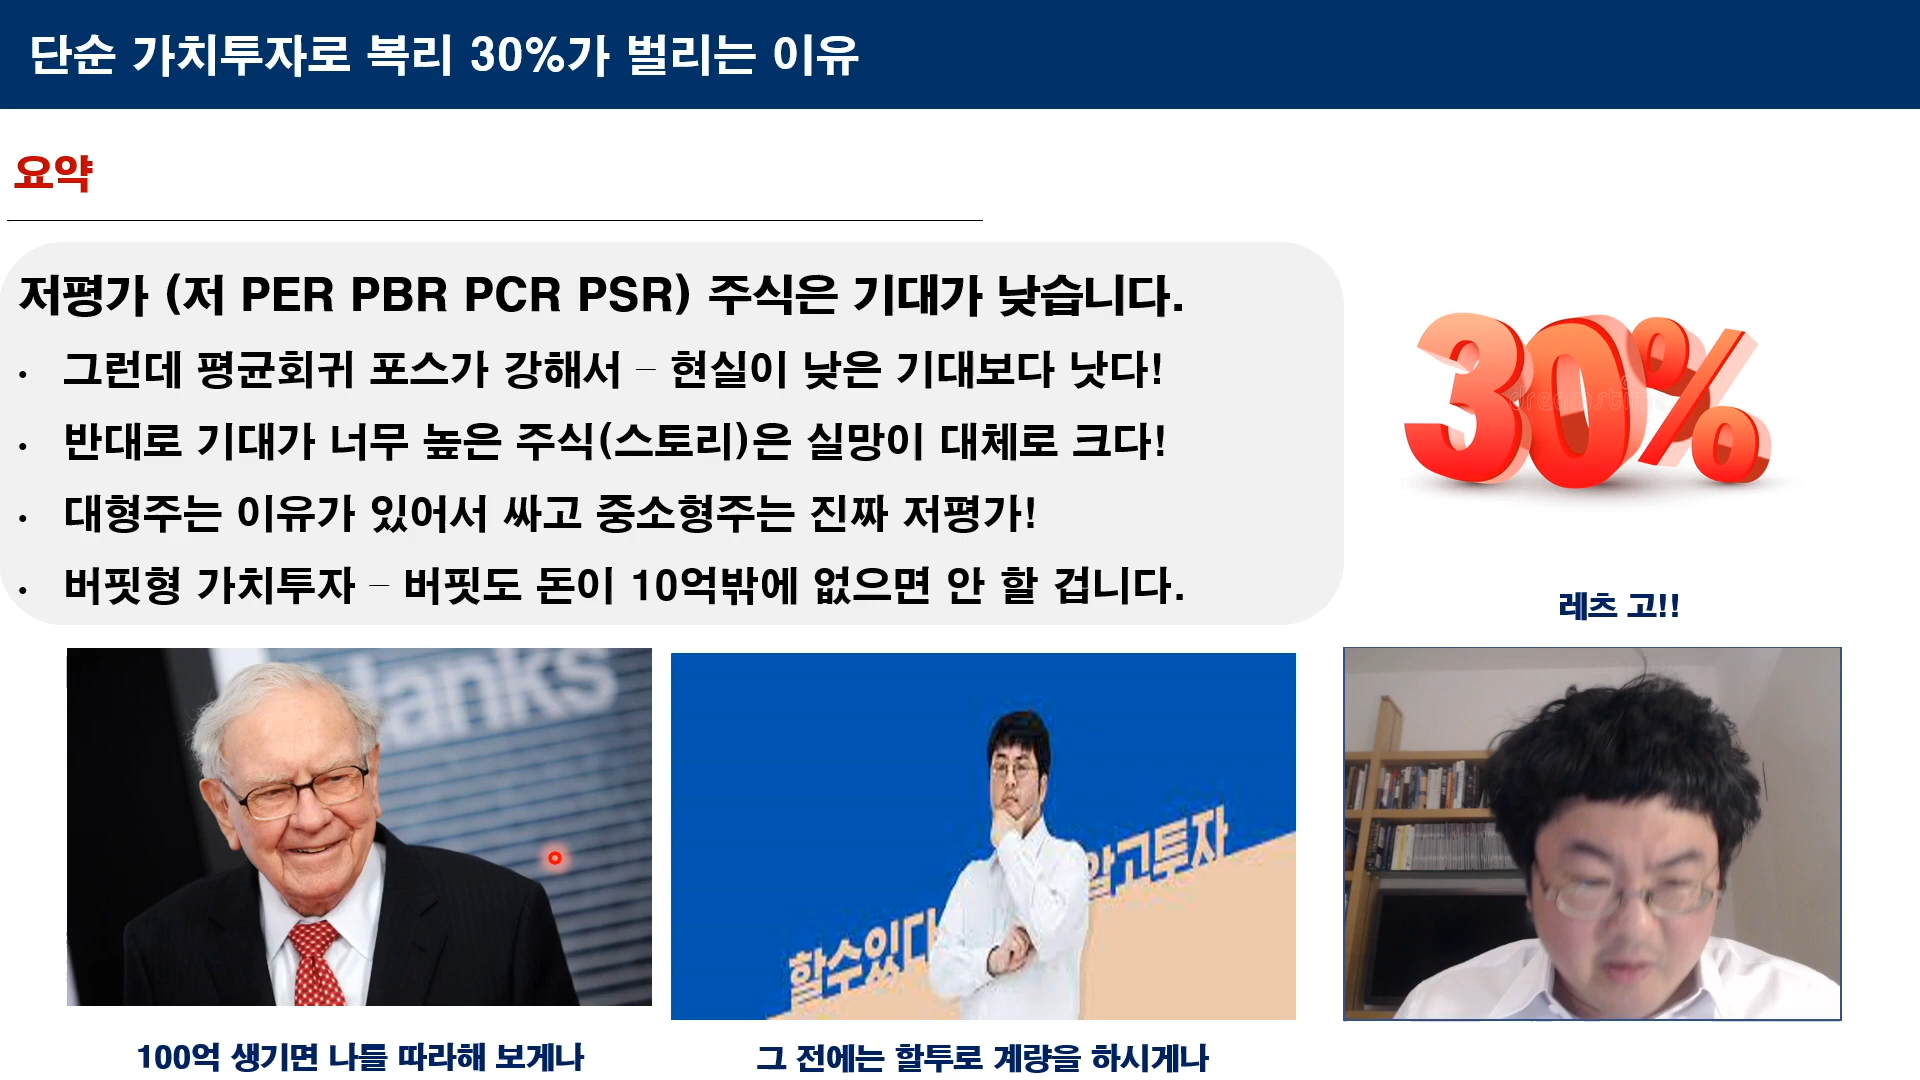 단순 가치투자로 복리 30%가 벌리는 이유
요약
저평가 (저 PER PBR PCR PSR) 주식은 기대가 낮습니다.
• 그런데 평균회귀 포스가 강해서 – 현실이 낮은 기대보다 낫다!
• 반대로 기대가 너무 높은 주식(스토리)은 실망이 대체로 크다!
• 대형주는 이유가 있어서 싸고 중소형주는 진짜 저평가!
• 버핏형 가치투자 – 버핏도 돈이 10억밖에 없으면 안 할 겁니다.
30%
레츠 고!!
할수있다
알고투자
100억 생기면 나를 따라해 보게나
그 전에는 할투로 계량을 하시게나